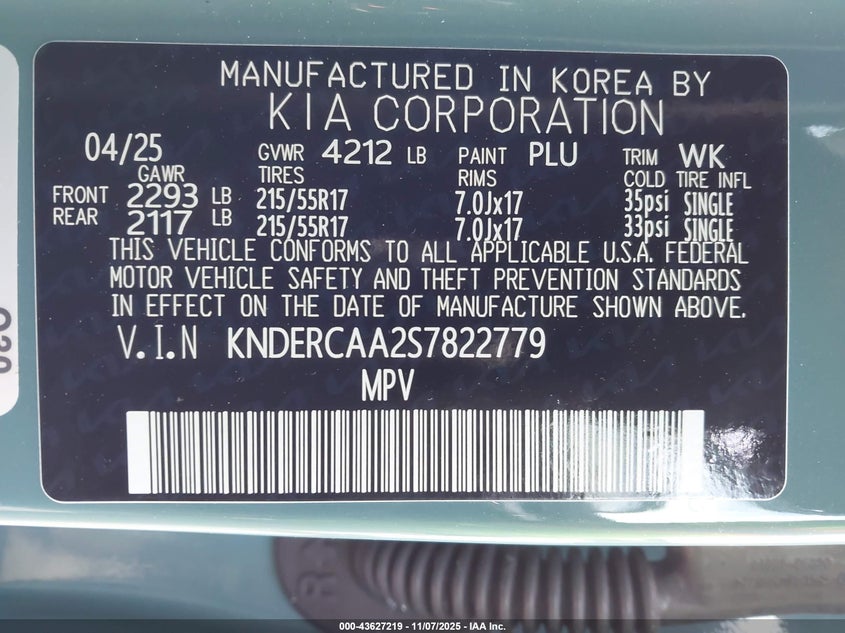 MANUFACTURED IN KOREA BY
KIA CORPORATION
04/25 GVWR 4212 LB PAINT PLU TRIM WK
GAWR TIRES RIMS COLD TIRE INFL
FRONT 2293 LB 215/55R17 7.0Jx17 35psi SINGLE
REAR 2117 LB 215/55R17 7.0Jx17 33psi SINGLE
THIS VEHICLE CONFORMS TO ALL APPLICABLE U.S.A. FEDERAL
MOTOR VEHICLE SAFETY AND THEFT PREVENTION STANDARDS
IN EFFECT ON THE DATE OF MANUFACTURE SHOWN ABOVE.
V.I.N KNDERCAA2S7822779
MPV
000-43627219 - 11/07/2025 - IAA Inc.